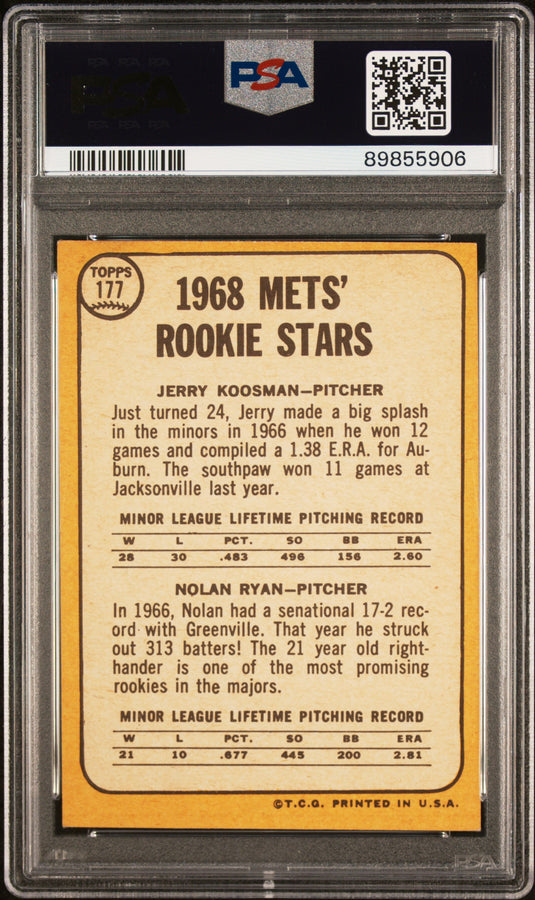 PSA
89855906
TOPPS
177
1968 METS'
ROOKIE STARS
JERRY KOOSMAN—PITCHER
Just turned 24, Jerry made a big splash
in the minors in 1966 when he won 12
games and compiled a 1.38 E.R.A. for Au-
burn. The southpaw won 11 games at
Jacksonville last year.
MINOR LEAGUE LIFETIME PITCHING RECORD
W L PCT. SO BB ERA
28 30 .483 496 156 2.60
NOLAN RYAN—PITCHER
In 1966, Nolan had a senational 17-2 rec-
ord with Greenville. That year he struck
out 313 batters! The 21 year old right-
hander is one of the most promising
rookies in the majors.
MINOR LEAGUE LIFETIME PITCHING RECORD
W L PCT. SO BB ERA
21 10 .677 445 200 2.81
©T.C.G. PRINTED IN U.S.A.
PSA